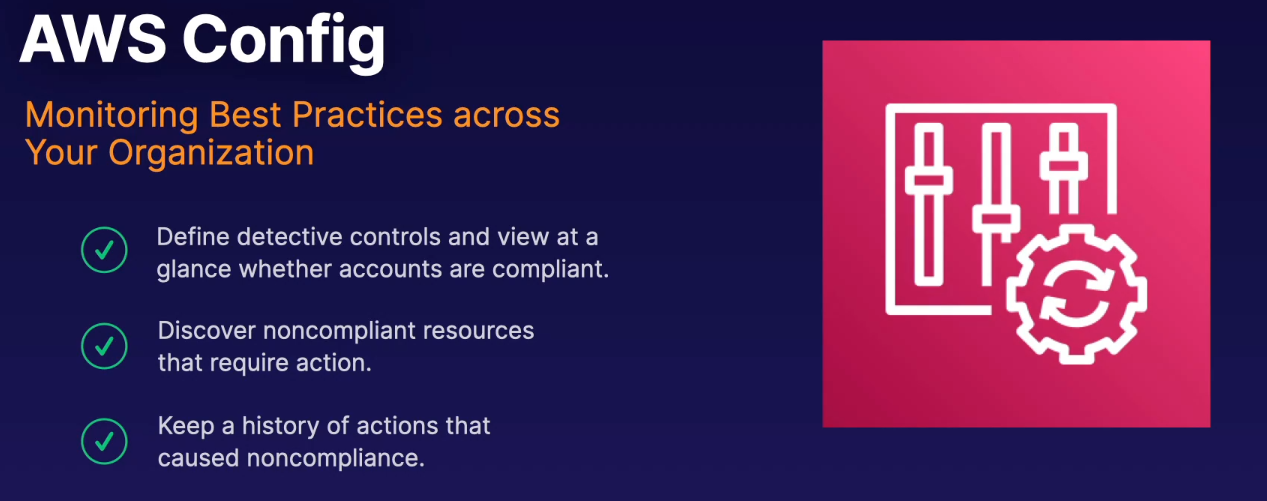 AWS Config
Monitoring Best Practices across
Your Organization
Define detective controls and view at a
glance whether accounts are compliant.
Discover noncompliant resources
that require action.
Keep a history of actions that
caused noncompliance.